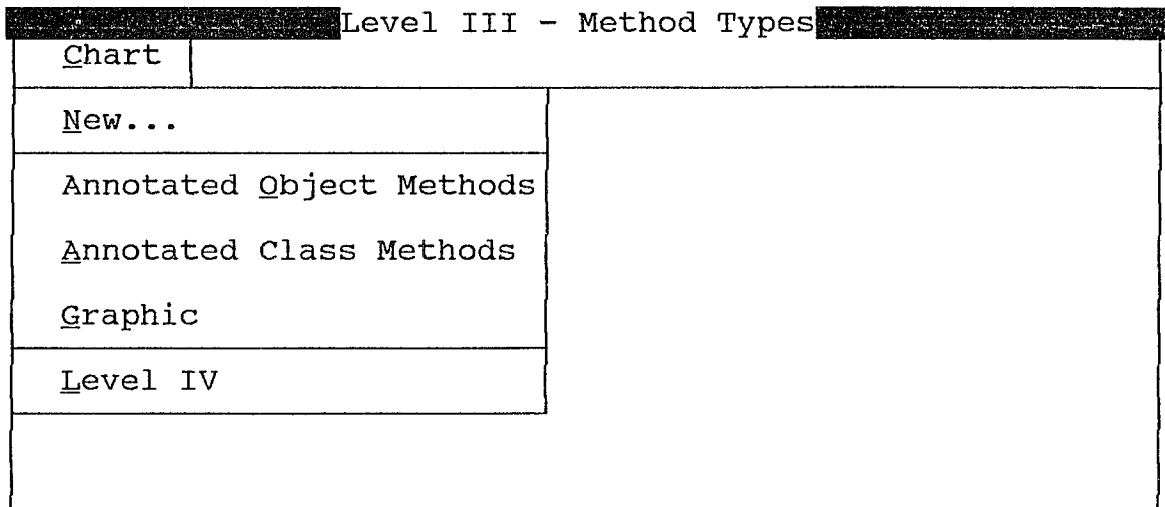 Level III - Method Types
Chart
New...
Annotated Object Methods
Annotated Class Methods
Graphic
Level IV